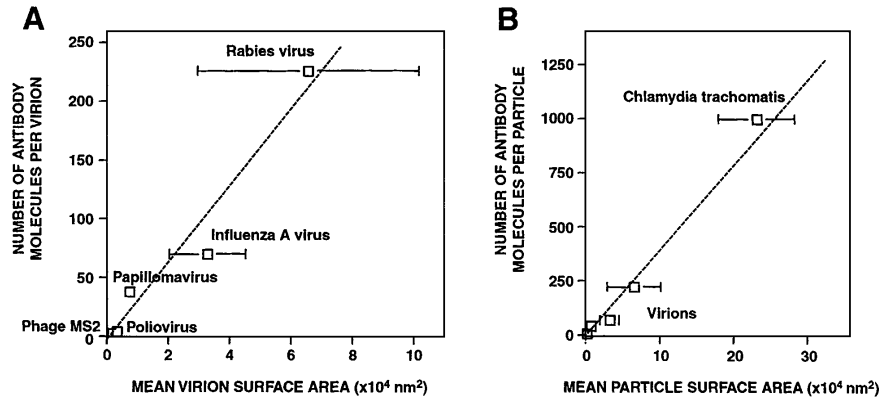 A
NUMBER OF ANTIBODY
MOLECULES PER VIRION
250
200
150
100
50
0
Rabies virus
Influenza A virus
Papillomavirus
Phage MS2
Poliovirus
0 2 4 6 8 10
MEAN VIRION SURFACE AREA (x10⁴ nm²)
B
NUMBER OF ANTIBODY
MOLECULES PER PARTICLE
1250
1000
750
500
250
0
Chlamydia trachomatis
Virions
0 10 20 30
MEAN PARTICLE SURFACE AREA (x10⁴ nm²)